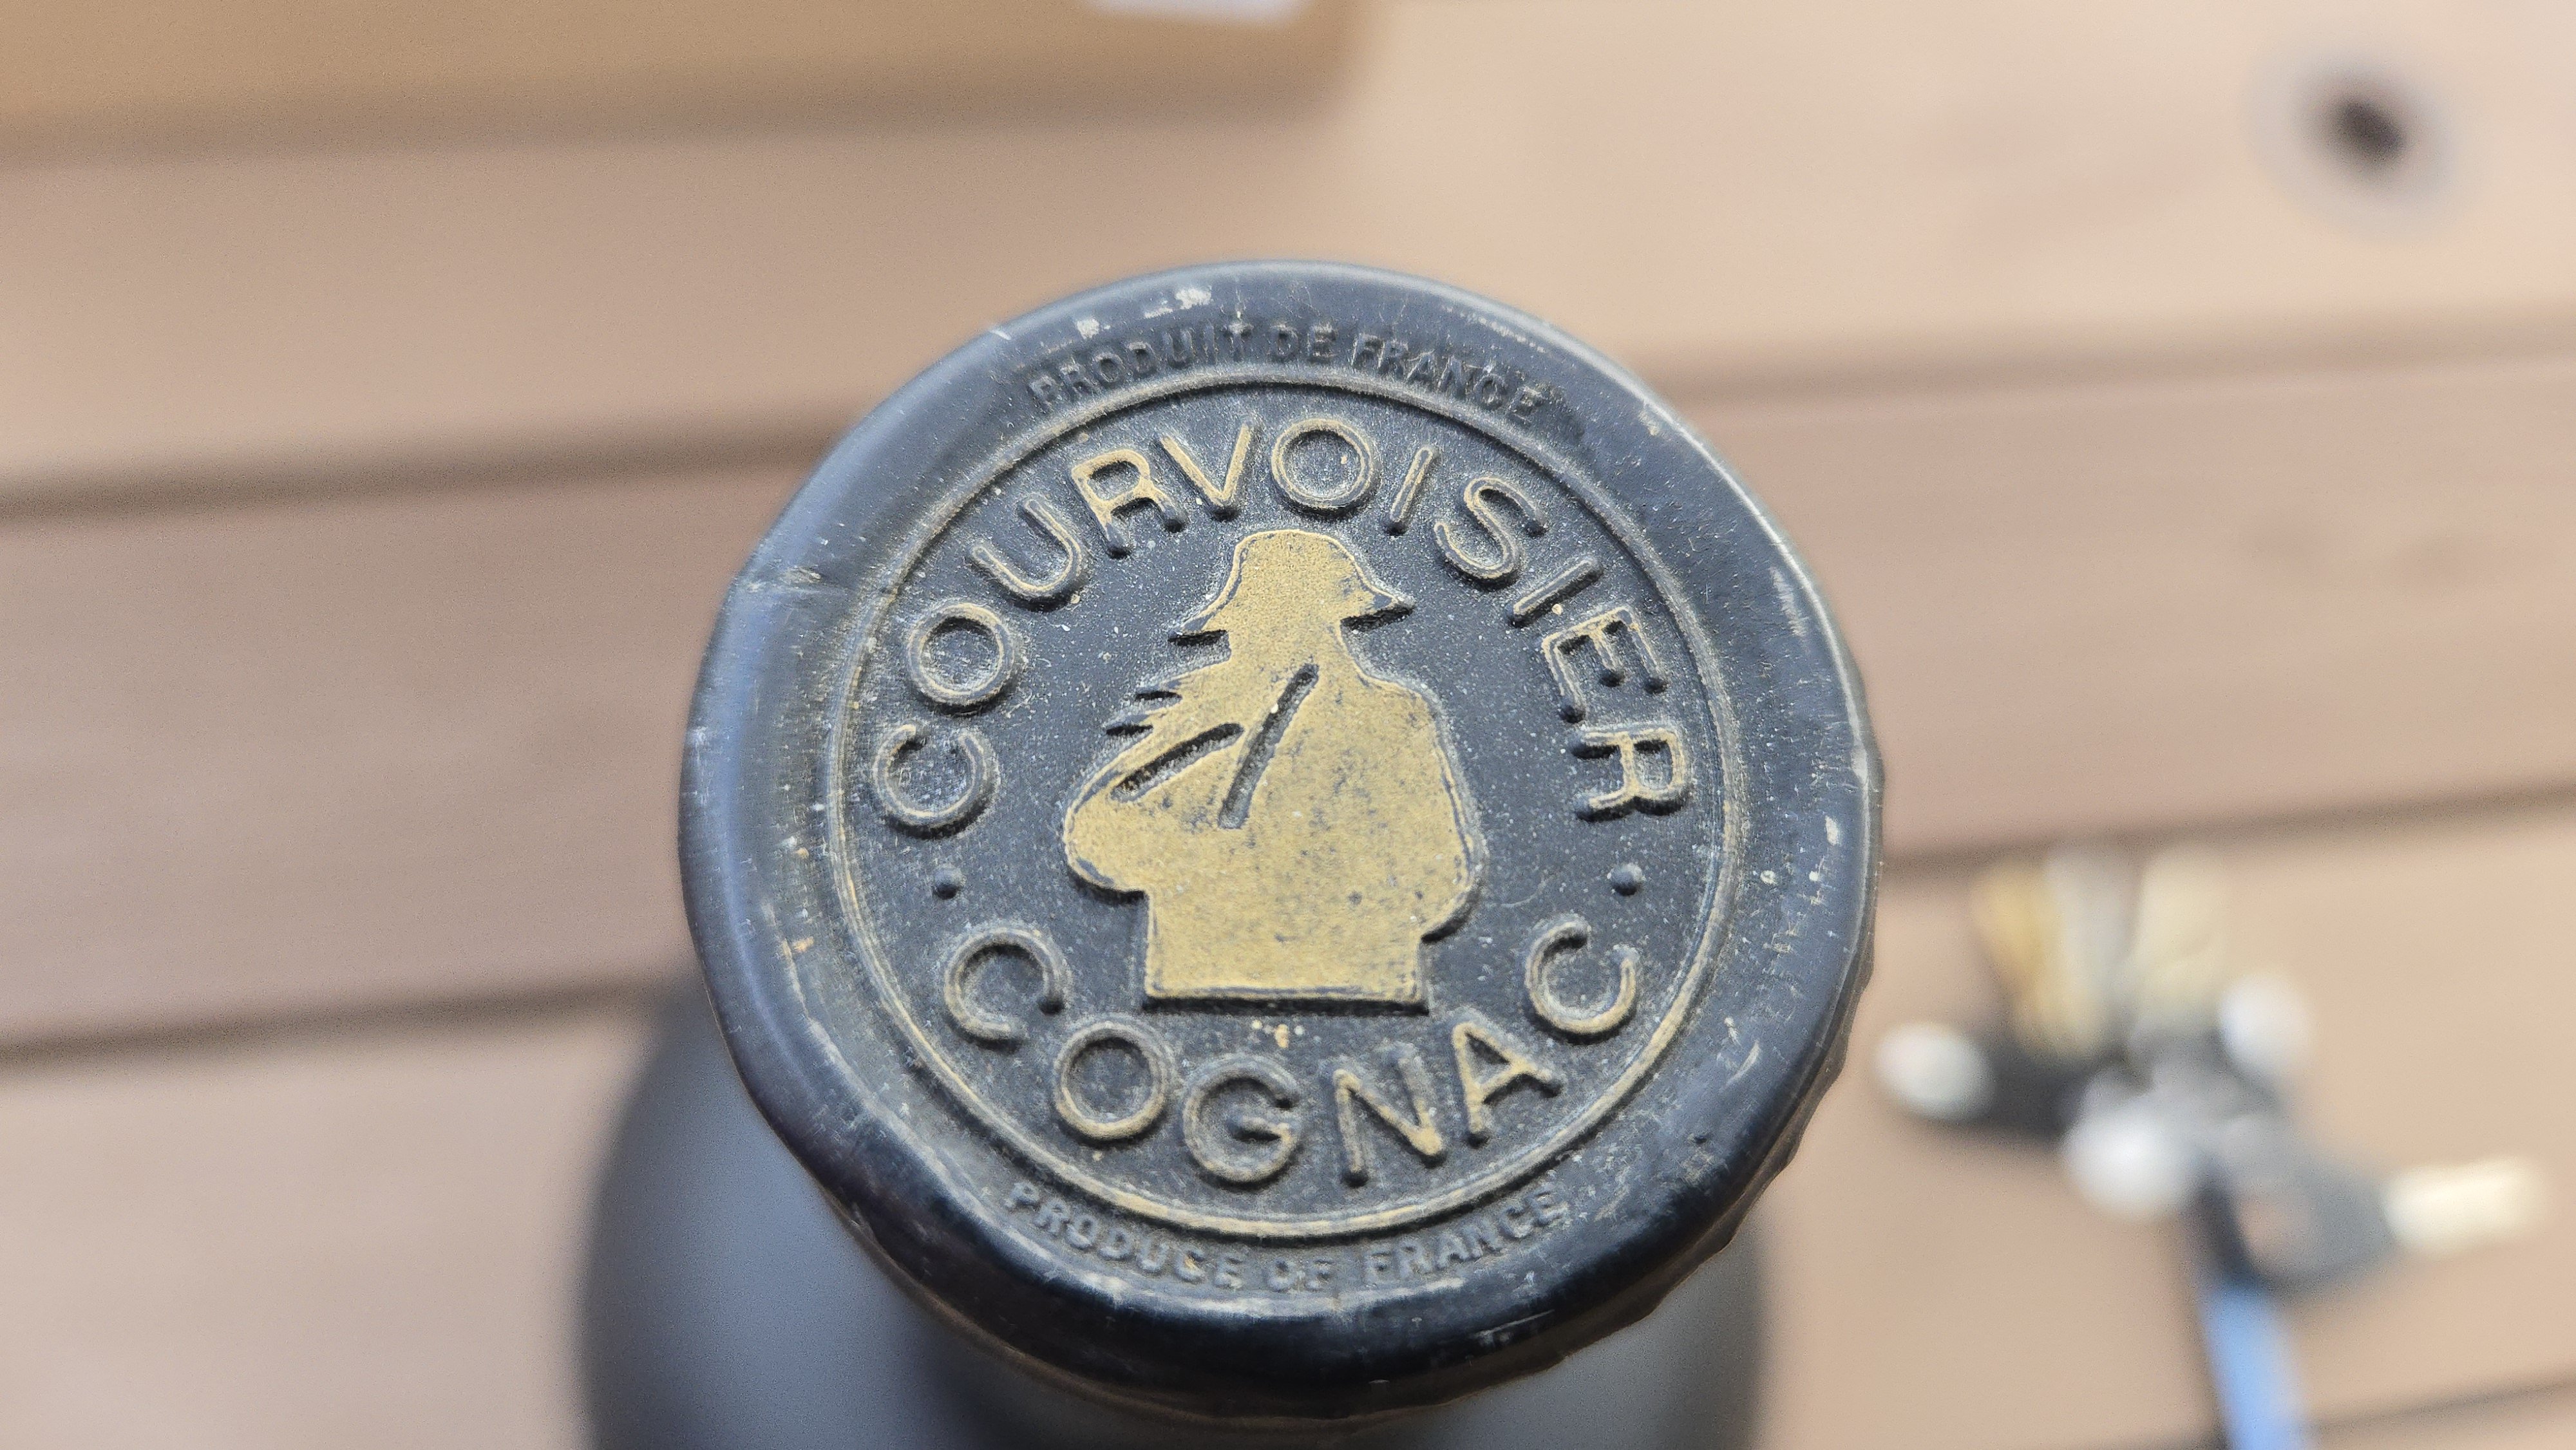 PRODUIT DE FRANCE
COURVOISIER
COGNAC
PRODUCE OF FRANCE